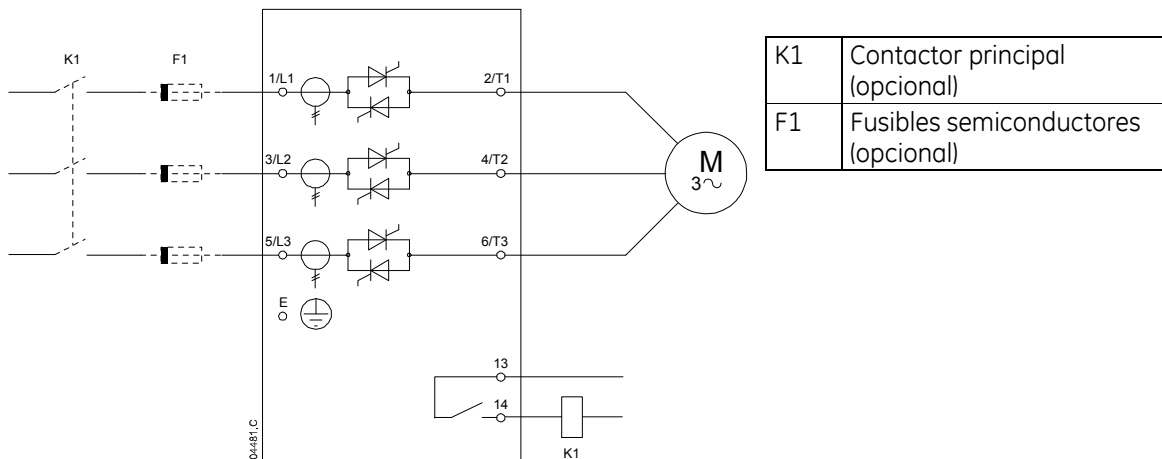 K1
F1
1/L1
2/T1
3/L2
4/T2
M
3~
5/L3
6/T3
E
13
14
K1
04481.C
K1 Contactor principal
(opcional)
F1 Fusibles semiconductores
(opcional)